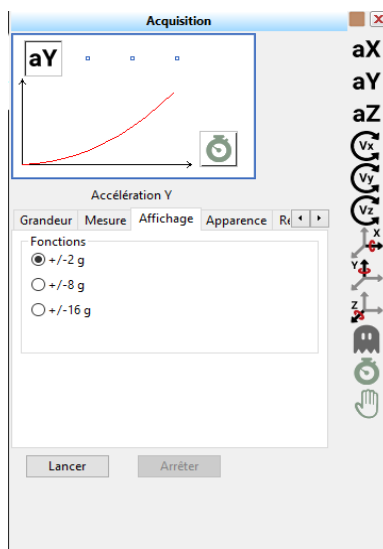 Acquisition
aY
Accélération Y
Grandeur Mesure Affichage Apparence
Fonctions
+/-2 g
+/-8 g
+/-16 g
Lancer Arrêter
aX
aY
aZ
Vx
Vy
Vz
X
Y
Z